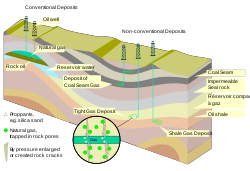 Conventional Deposits
Oil well
Non-conventional Deposits
Natural gas
Rock oil
Reservoir water
Deposit of
Coal Seam Gas
Coal Seam
Impermeable
Seal rock
Reservoir
gas
Oil shale
Tight Gas Deposit
Shale Gas Deposit
Proppants,
eg. silica sand
Natural gas,
trapped in rock pores
pressure enlarged
or created rock cracks